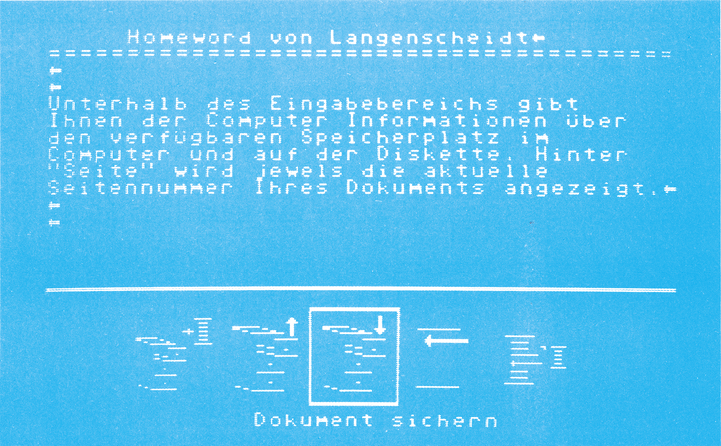 Homeword von Langenscheidt←
==================================================
←
←
Unterhalb des Eingabebereichs gibt
Ihnen der Computer Informationen über
den verfügbaren Speicherplatz im
Computer und auf der Diskette. Hinter
"Seite" wird jewels die aktuelle
Seitennummer Ihres Dokuments angezeigt.←
←
←
Dokument sichern